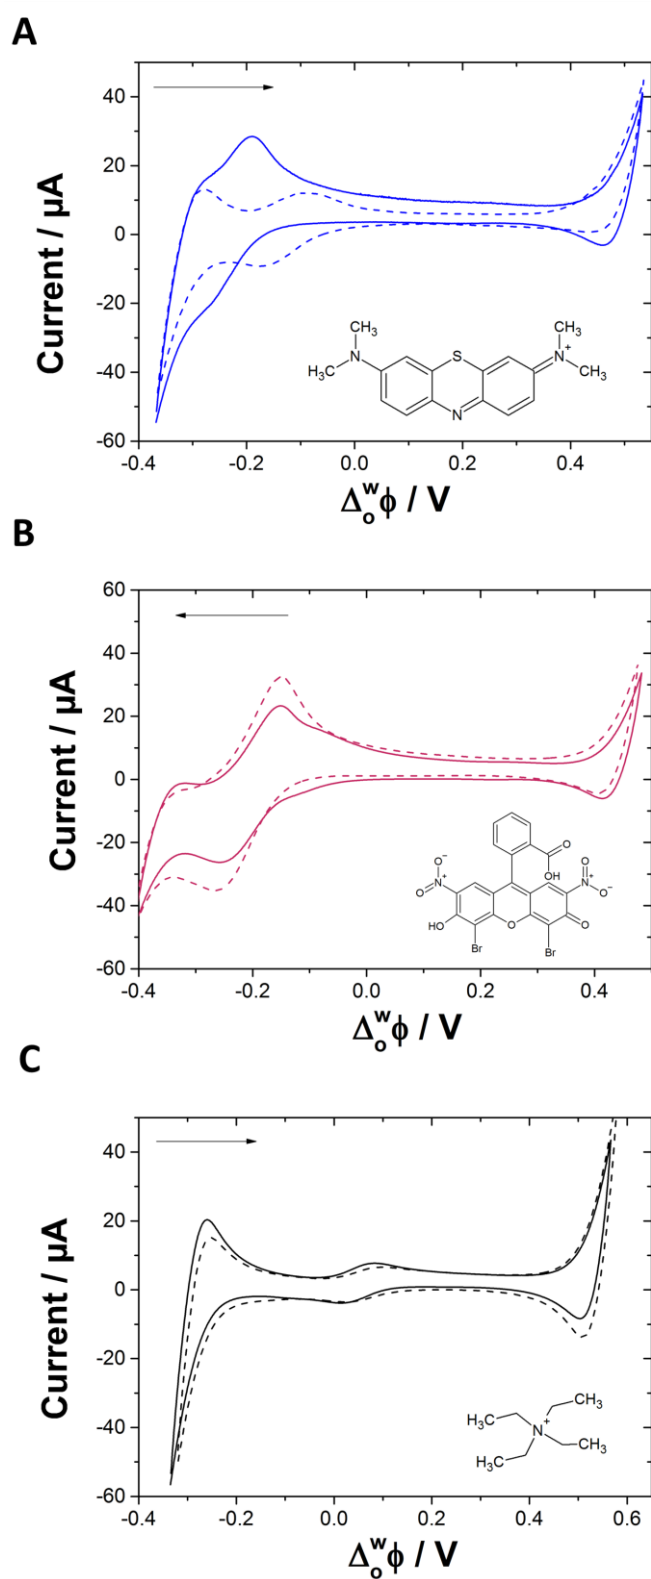 A
Current / µA
40
20
0
-20
-40
-60
CH₃
N
H₃C
S
N
CH₃
N⁺
CH₃
-0.4 -0.2 0.0 0.2 0.4
Δ_o^w ϕ / V
B
Current / µA
60
40
20
0
-20
-40
-60
O
OH
O⁻
N⁺
O
HO
Br
O
Br
O
N⁺
O⁻
O
-0.4 -0.2 0.0 0.2 0.4
Δ_o^w ϕ / V
C
Current / µA
40
20
0
-20
-40
-60
H₃C
CH₃
N⁺
H₃C
CH₃
-0.4 -0.2 0.0 0.2 0.4 0.6
Δ_o^w ϕ / V